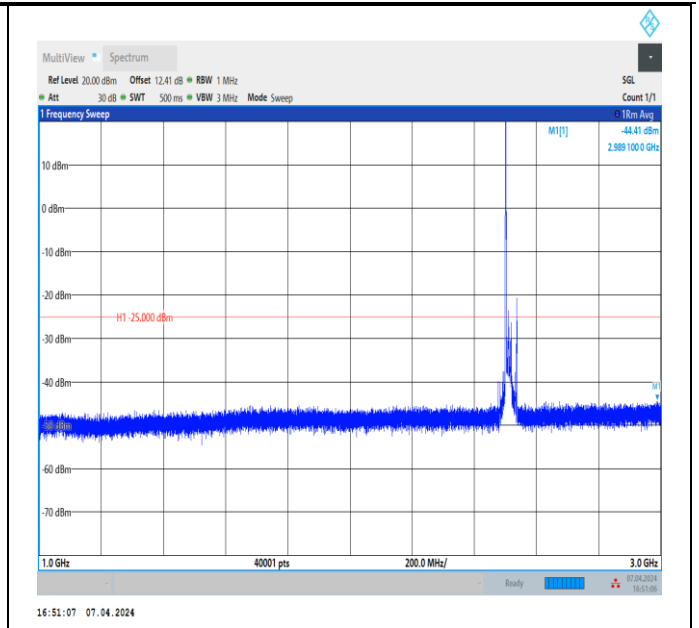 R S
MultiView Spectrum
Ref Level 20.00 dBm Offset 12.41 dB RBW 1 MHz SGL
Att 30 dB SWT 500 ms VBW 3 MHz Mode Sweep Count 1/1
1 Frequency Sweep 1Rm Avg
M1[1] -44.41 dBm
2.989 100 0 GHz
10 dBm
0 dBm
-10 dBm
-20 dBm
H1 -25.000 dBm
-30 dBm
-40 dBm
M1
-50 dBm
-60 dBm
-70 dBm
1.0 GHz 40001 pts 200.0 MHz/ 3.0 GHz
Ready 07.04.2024
16:51:06
16:51:07 07.04.2024